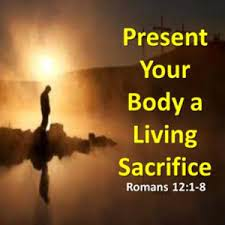 Present
Your
Body a
Living
Sacrifice
Romans 12:1-8